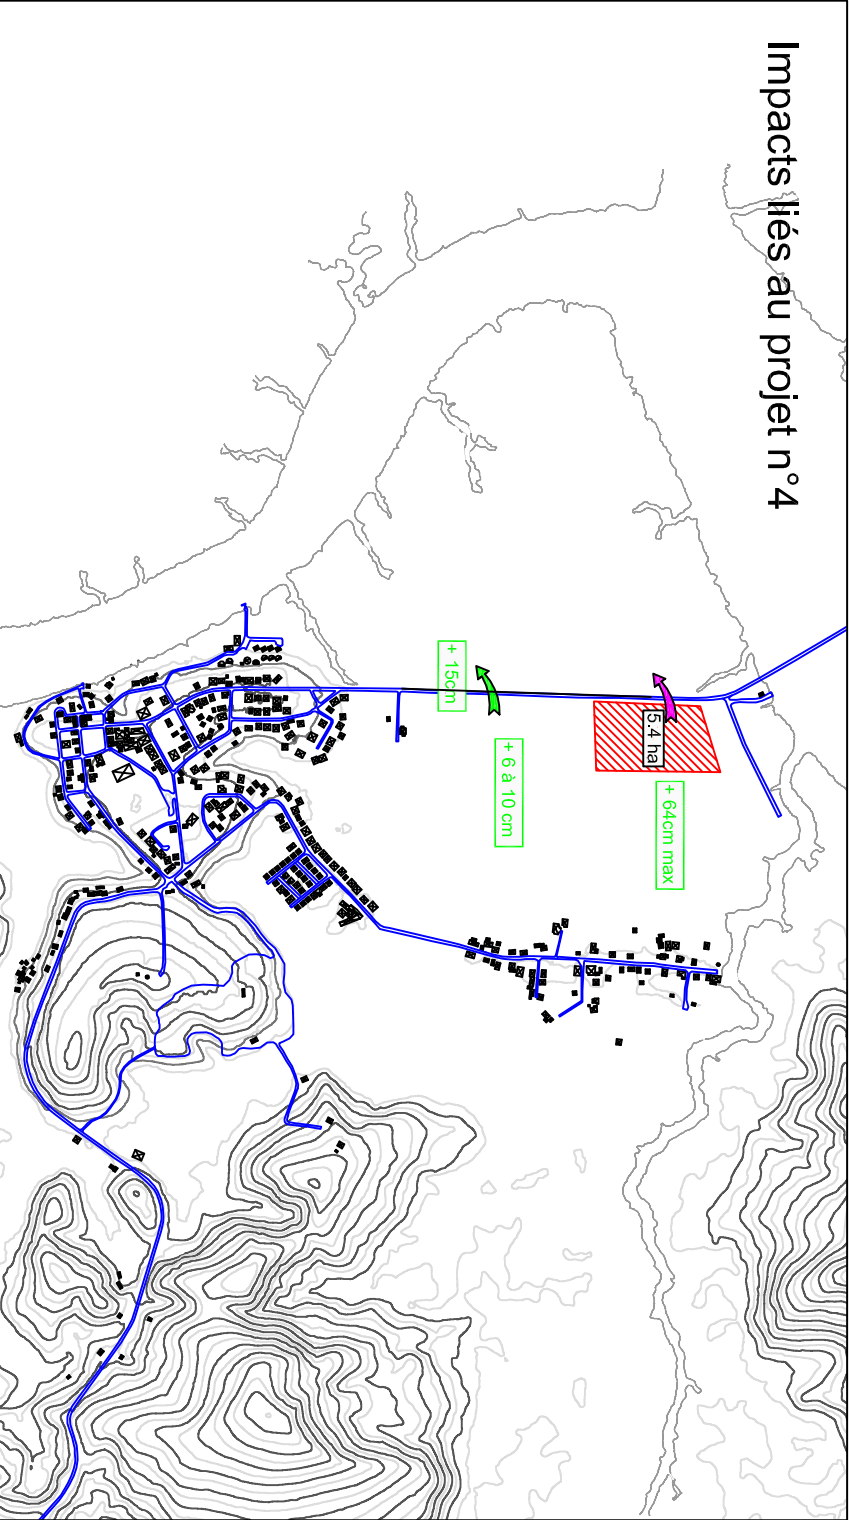 Impacts liés au projet n°4
+ 64cm max
5.4 ha
+ 6 à 10 cm
+ 15cm